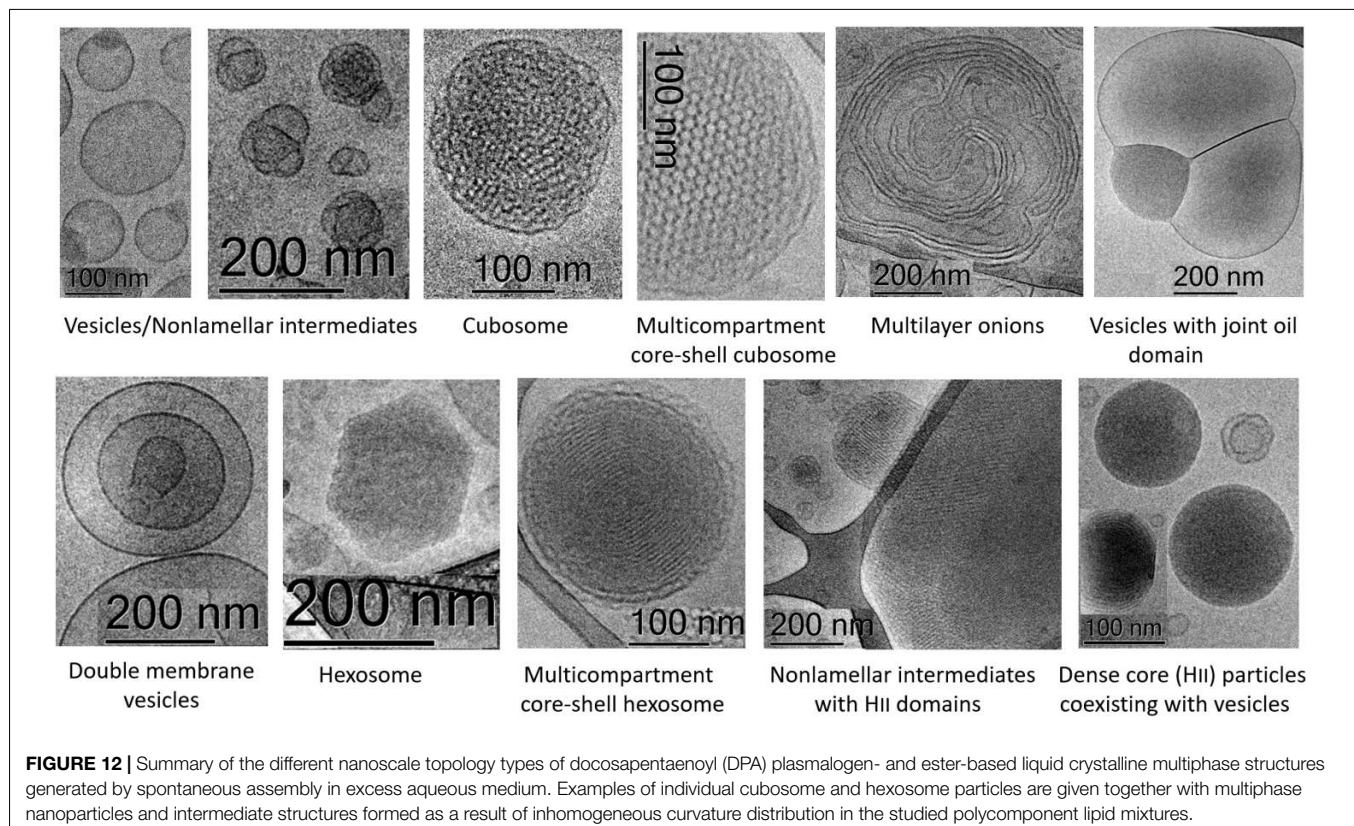 100 nm
200 nm
100 nm
100 nm
200 nm
200 nm
Vesicles/Nonlamellar intermediates
Cubosome
Multicompartment
core-shell cubosome
Multilayer onions
Vesicles with joint oil
domain
200 nm
200 nm
100 nm
200 nm
100 nm
Double membrane
vesicles
Hexosome
Multicompartment
core-shell hexosome
Nonlamellar intermediates
with HII domains
Dense core (HII) particles
coexisting with vesicles
FIGURE 12 | Summary of the different nanoscale topology types of docosapentaenoyl (DPA) plasmalogen- and ester-based liquid crystalline multiphase structures
generated by spontaneous assembly in excess aqueous medium. Examples of individual cubosome and hexosome particles are given together with multiphase
nanoparticles and intermediate structures formed as a result of inhomogeneous curvature distribution in the studied polycomponent lipid mixtures.